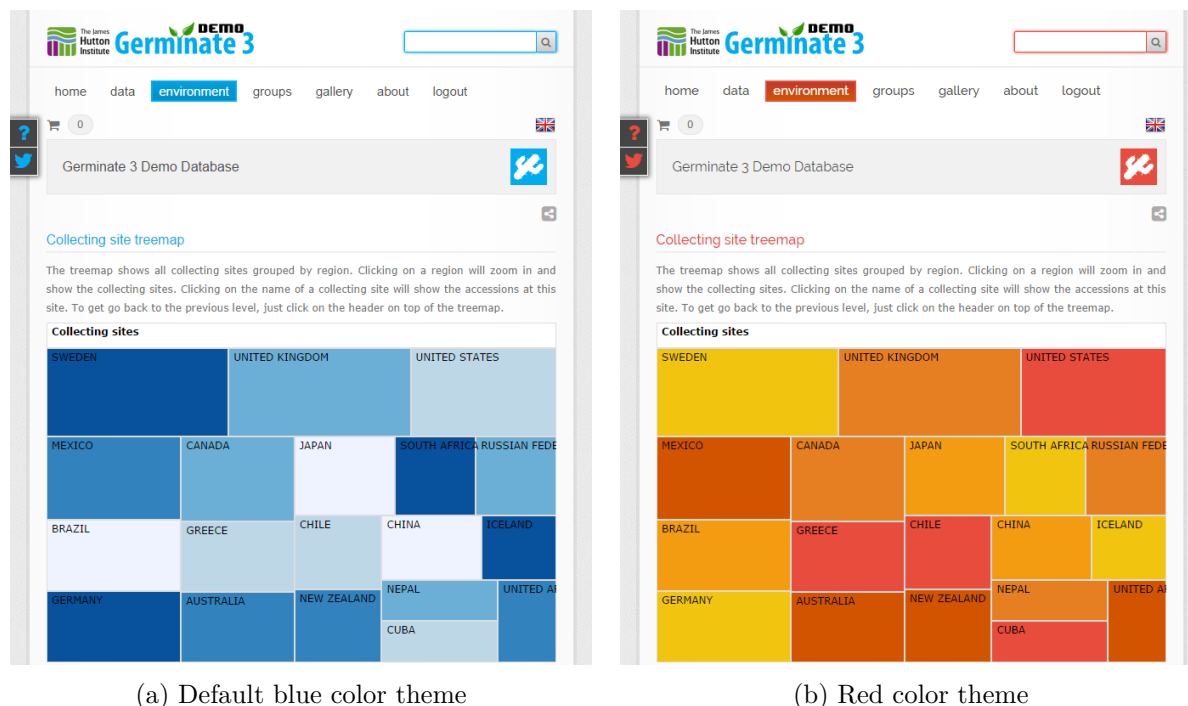 The James
Hutton
Institute
Germinate 3
DEMO
home data environment groups gallery about logout
?
0
Germinate 3 Demo Database
Collecting site treemap
The treemap shows all collecting sites grouped by region. Clicking on a region will zoom in and
show the collecting sites. Clicking on the name of a collecting site will show the accessions at this
site. To get go back to the previous level, just click on the header on top of the treemap.
Collecting sites
SWEDEN UNITED KINGDOM UNITED STATES
MEXICO CANADA JAPAN SOUTH AFRICA RUSSIAN FEDE
BRAZIL GREECE CHILE CHINA ICELAND
GERMANY AUSTRALIA NEW ZEALAND NEPAL UNITED AR
CUBA
(a) Default blue color theme
The James
Hutton
Institute
Germinate 3
DEMO
home data environment groups gallery about logout
?
0
Germinate 3 Demo Database
Collecting site treemap
The treemap shows all collecting sites grouped by region. Clicking on a region will zoom in and
show the collecting sites. Clicking on the name of a collecting site will show the accessions at this
site. To get go back to the previous level, just click on the header on top of the treemap.
Collecting sites
SWEDEN UNITED KINGDOM UNITED STATES
MEXICO CANADA JAPAN SOUTH AFRICA RUSSIAN FEDE
BRAZIL GREECE CHILE CHINA ICELAND
GERMANY AUSTRALIA NEW ZEALAND NEPAL UNITED AR
CUBA
(b) Red color theme